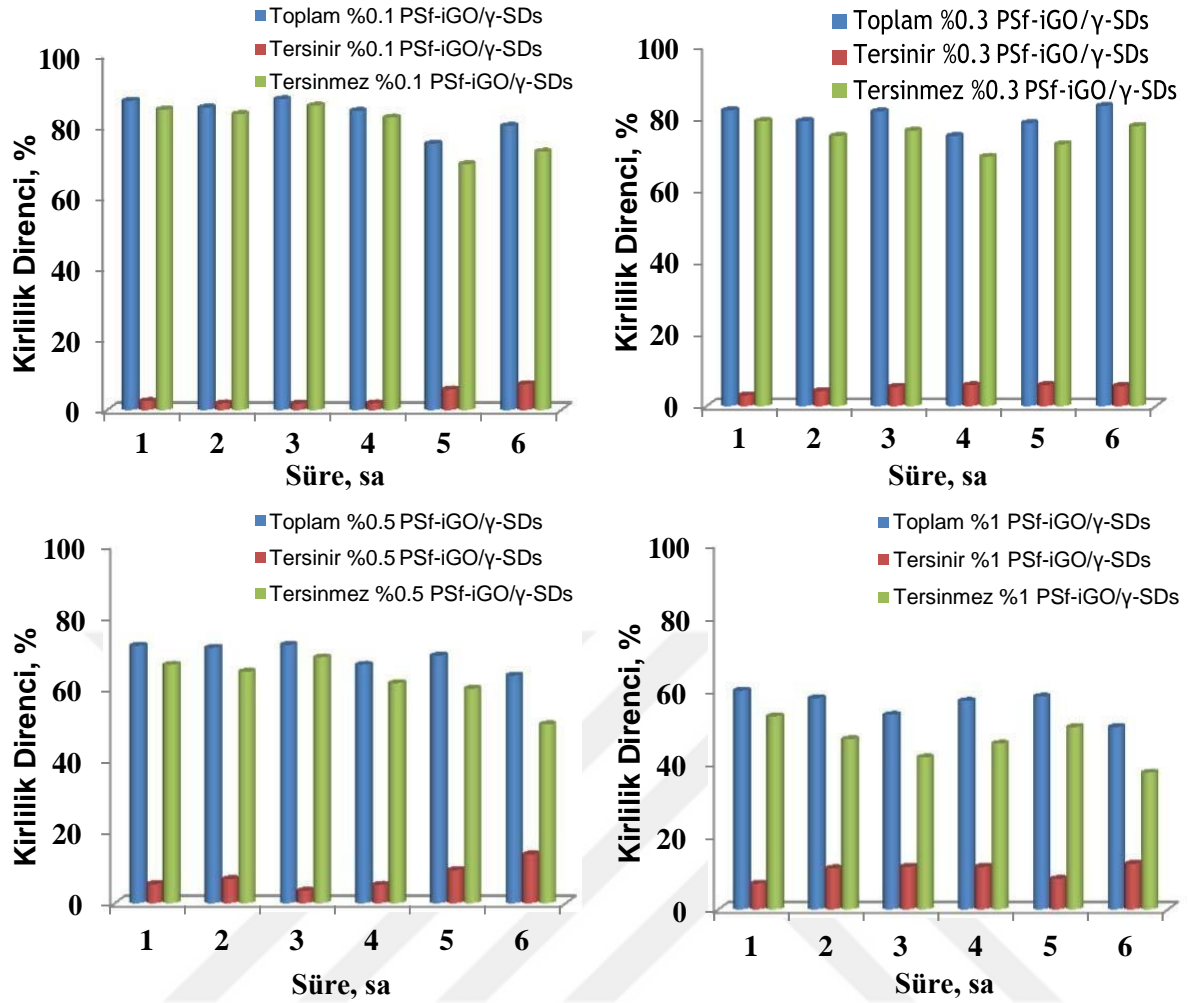 Toplam %0.1 PSf-iGO/γ-SDs
Tersinir %0.1 PSf-iGO/γ-SDs
Tersinmez %0.1 PSf-iGO/γ-SDs
Kirlilik Direnci, %
100
80
60
40
20
0
1 2 3 4 5 6
Süre, sa
Toplam %0.3 PSf-iGO/γ-SDs
Tersinir %0.3 PSf-iGO/γ-SDs
Tersinmez %0.3 PSf-iGO/γ-SDs
Kirlilik Direnci, %
100
80
60
40
20
0
1 2 3 4 5 6
Süre, sa
Toplam %0.5 PSf-iGO/γ-SDs
Tersinir %0.5 PSf-iGO/γ-SDs
Tersinmez %0.5 PSf-iGO/γ-SDs
Kirlilik Direnci, %
100
80
60
40
20
0
1 2 3 4 5 6
Süre, sa
Toplam %1 PSf-iGO/γ-SDs
Tersinir %1 PSf-iGO/γ-SDs
Tersinmez %1 PSf-iGO/γ-SDs
Kirlilik Direnci, %
100
80
60
40
20
0
1 2 3 4 5 6
Süre, sa